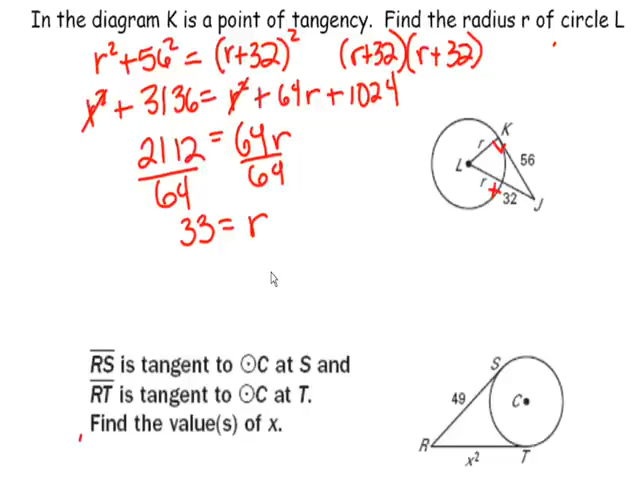 In the diagram K is a point of tangency. Find the radius r of circle L
r² + 56² = (r+32)² (r+32)(r+32)
r² + 3136 = r² + 64r + 1024
2112 = 64r
64 64
33 = r
K
r
56
L
r
32
J
RS is tangent to ⊙C at S and
RT is tangent to ⊙C at T.
Find the value(s) of x.
S
49
C
R
x²
T